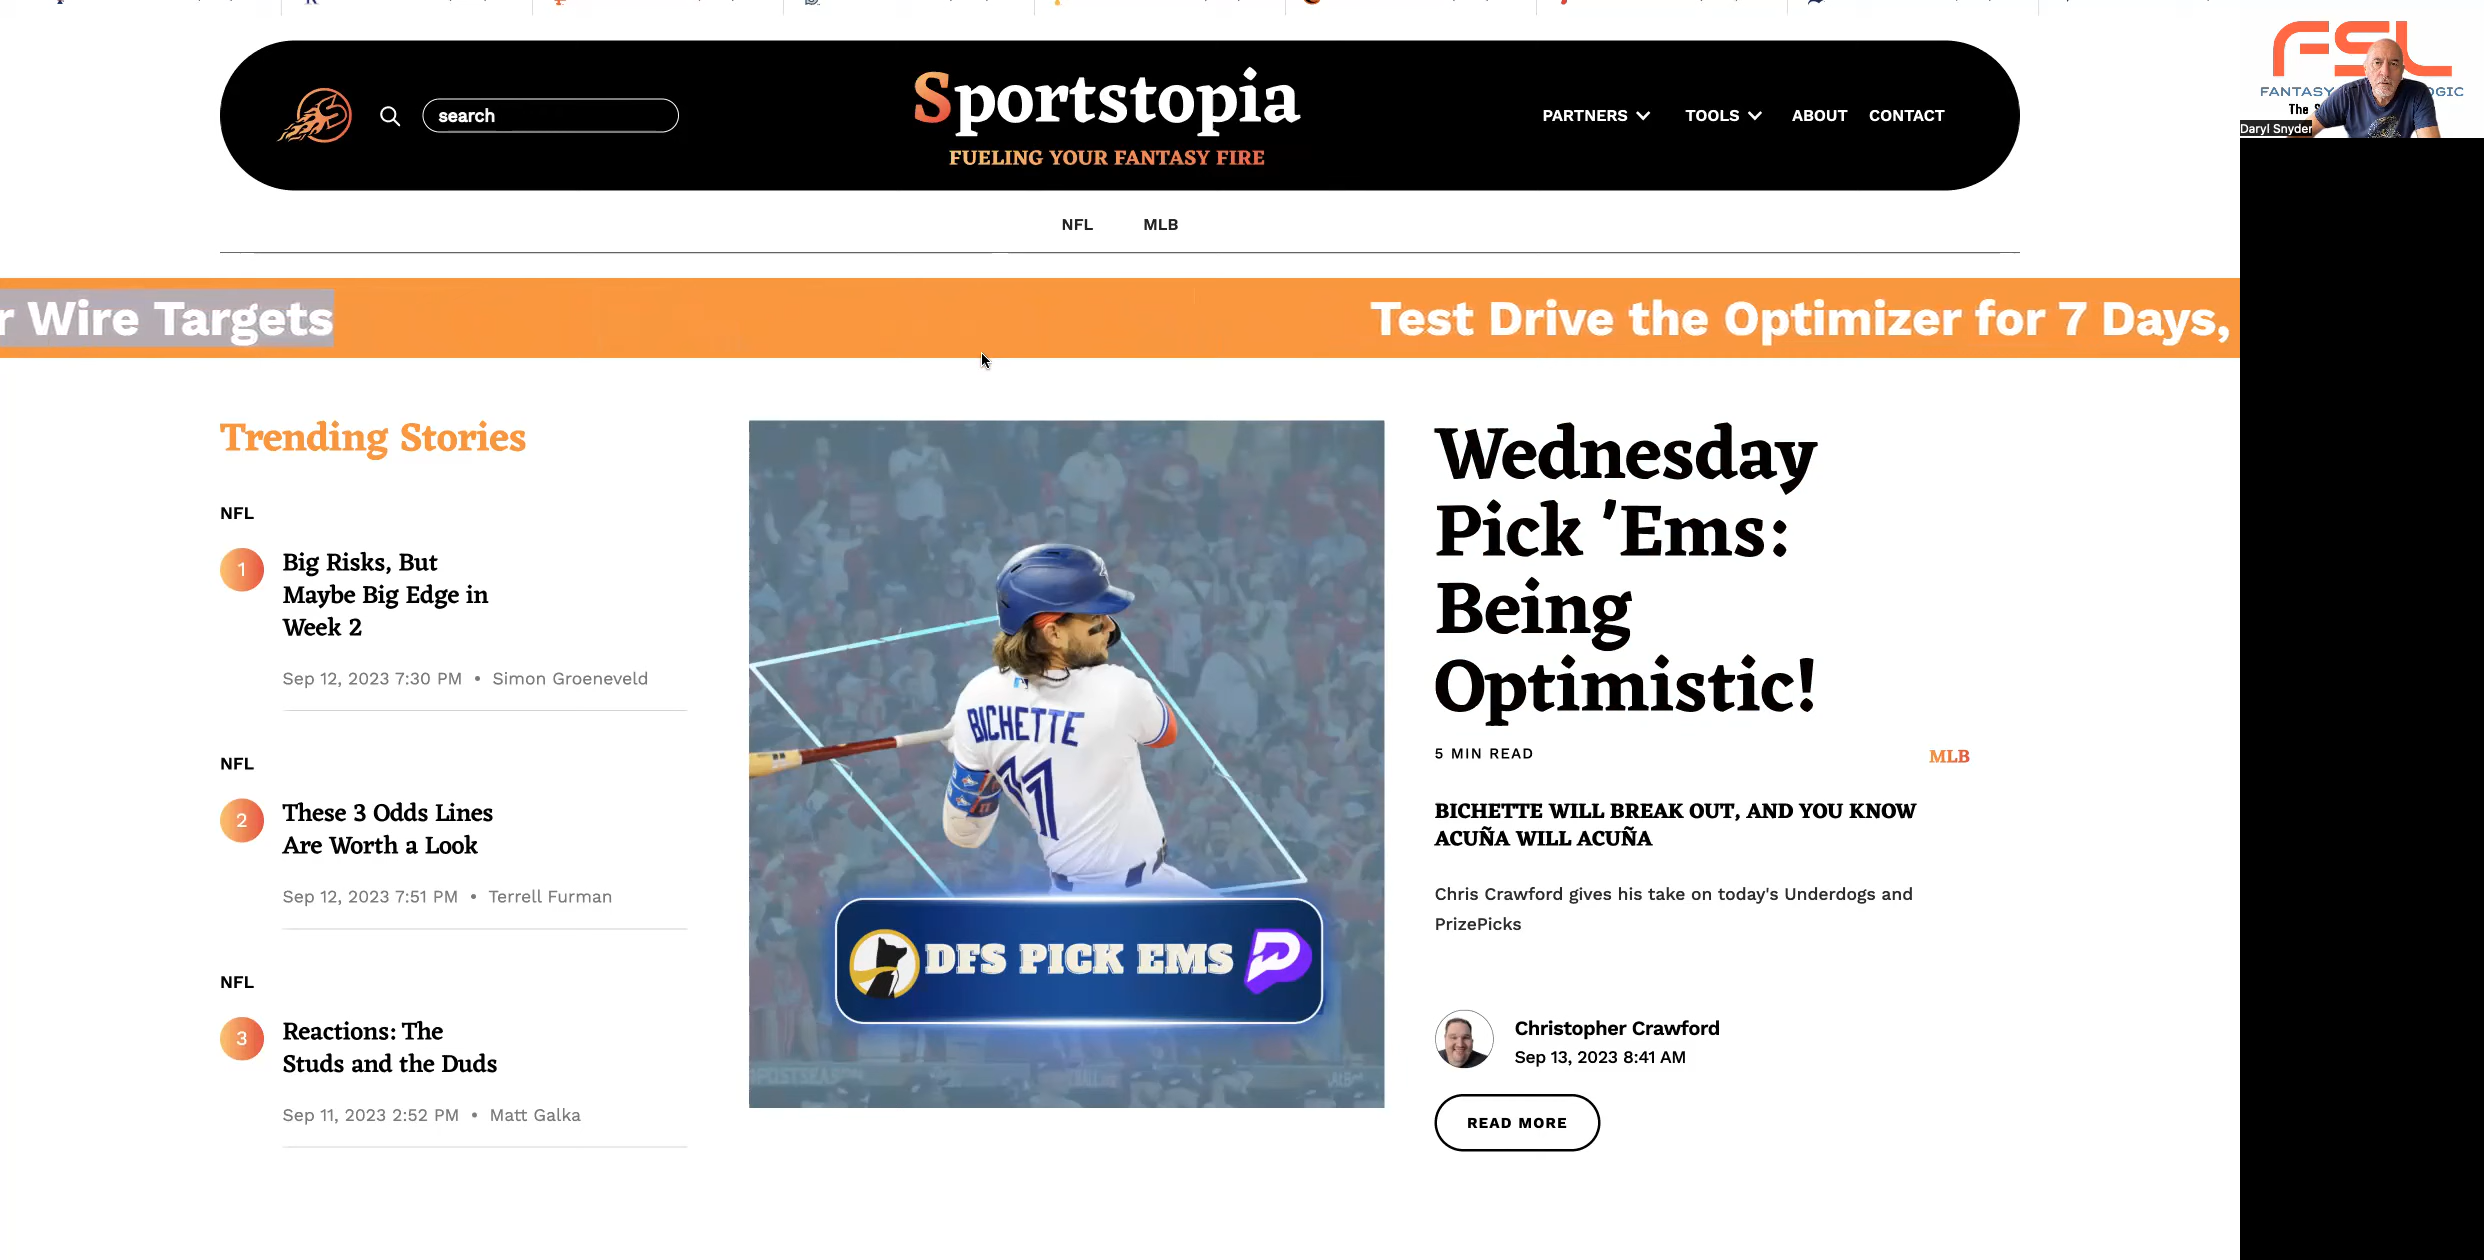 search
Sportstopia
FUELING YOUR FANTASY FIRE
PARTNERS
TOOLS
ABOUT
CONTACT
FSL
FANTASY
The
Daryl Snyder
NFL
MLB
Wire Targets
Test Drive the Optimizer for 7 Days,
Trending Stories
NFL
1
Big Risks, But
Maybe Big Edge in
Week 2
Sep 12, 2023 7:30 PM • Simon Groeneveld
NFL
2
These 3 Odds Lines
Are Worth a Look
Sep 12, 2023 7:51 PM • Terrell Furman
NFL
3
Reactions: The
Studs and the Duds
Sep 11, 2023 2:52 PM • Matt Galka
BICHETTE
11
DFS PICK EMS
POSTSEASON
Wednesday
Pick 'Ems:
Being
Optimistic!
5 MIN READ
MLB
BICHETTE WILL BREAK OUT, AND YOU KNOW
ACUÑA WILL ACUÑA
Chris Crawford gives his take on today's Underdogs and
PrizePicks
Christopher Crawford
Sep 13, 2023 8:41 AM
READ MORE